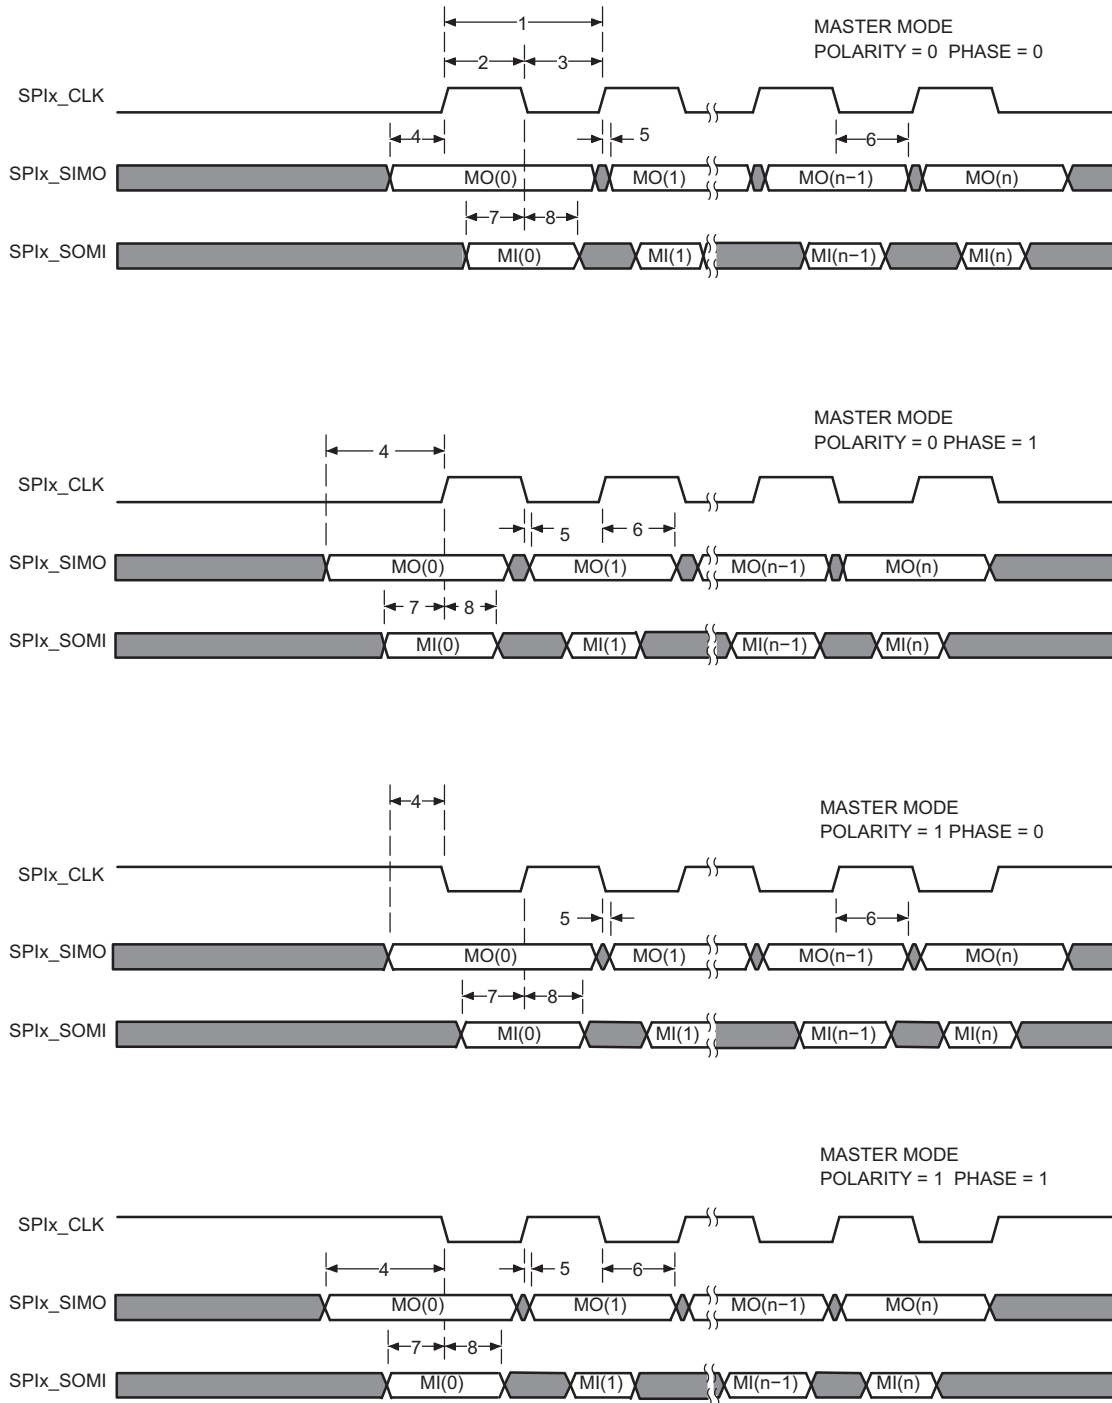 1
MASTER MODE
POLARITY = 0 PHASE = 0
2 3
SPIx_CLK
4 5 6
SPIx_SIMO MO(0) MO(1) MO(n−1) MO(n)
7 8
SPIx_SOMI MI(0) MI(1) MI(n−1) MI(n)
MASTER MODE
POLARITY = 0 PHASE = 1
4
SPIx_CLK
5 6
SPIx_SIMO MO(0) MO(1) MO(n−1) MO(n)
7 8
SPIx_SOMI MI(0) MI(1) MI(n−1) MI(n)
4
MASTER MODE
POLARITY = 1 PHASE = 0
SPIx_CLK
5 6
SPIx_SIMO MO(0) MO(1) MO(n−1) MO(n)
7 8
SPIx_SOMI MI(0) MI(1) MI(n−1) MI(n)
MASTER MODE
POLARITY = 1 PHASE = 1
SPIx_CLK
4 5 6
SPIx_SIMO MO(0) MO(1) MO(n−1) MO(n)
7 8
SPIx_SOMI MI(0) MI(1) MI(n−1) MI(n)